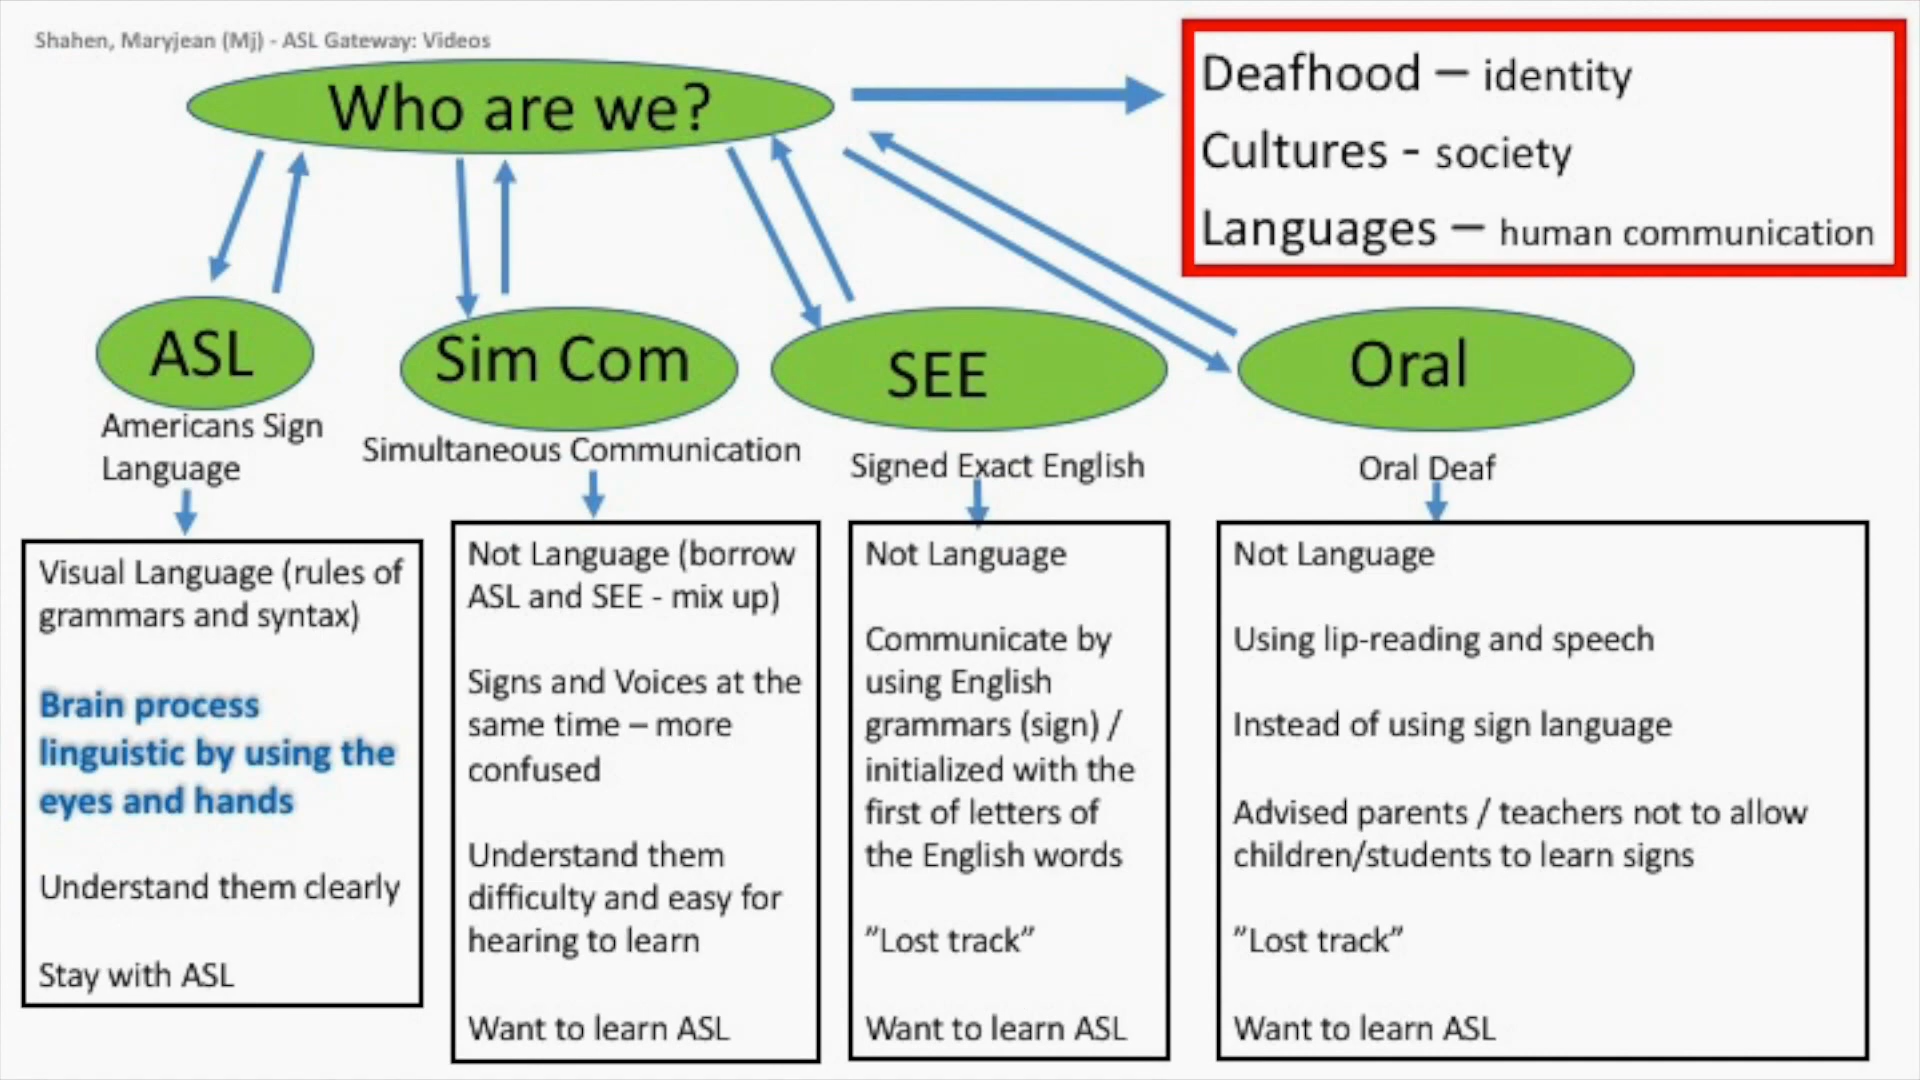 Shahen, Maryjean (Mj) - ASL Gateway: Videos
Who are we?
Deafhood – identity
Cultures - society
Languages – human communication
ASL
Americans Sign
Language
Visual Language (rules of
grammars and syntax)
Brain process
linguistic by using the
eyes and hands
Understand them clearly
Stay with ASL
Sim Com
Simultaneous Communication
Not Language (borrow
ASL and SEE - mix up)
Signs and Voices at the
same time – more
confused
Understand them
difficulty and easy for
hearing to learn
Want to learn ASL
SEE
Signed Exact English
Not Language
Communicate by
using English
grammars (sign) /
initialized with the
first of letters of
the English words
”Lost track”
Want to learn ASL
Oral
Oral Deaf
Not Language
Using lip-reading and speech
Instead of using sign language
Advised parents / teachers not to allow
children/students to learn signs
”Lost track”
Want to learn ASL